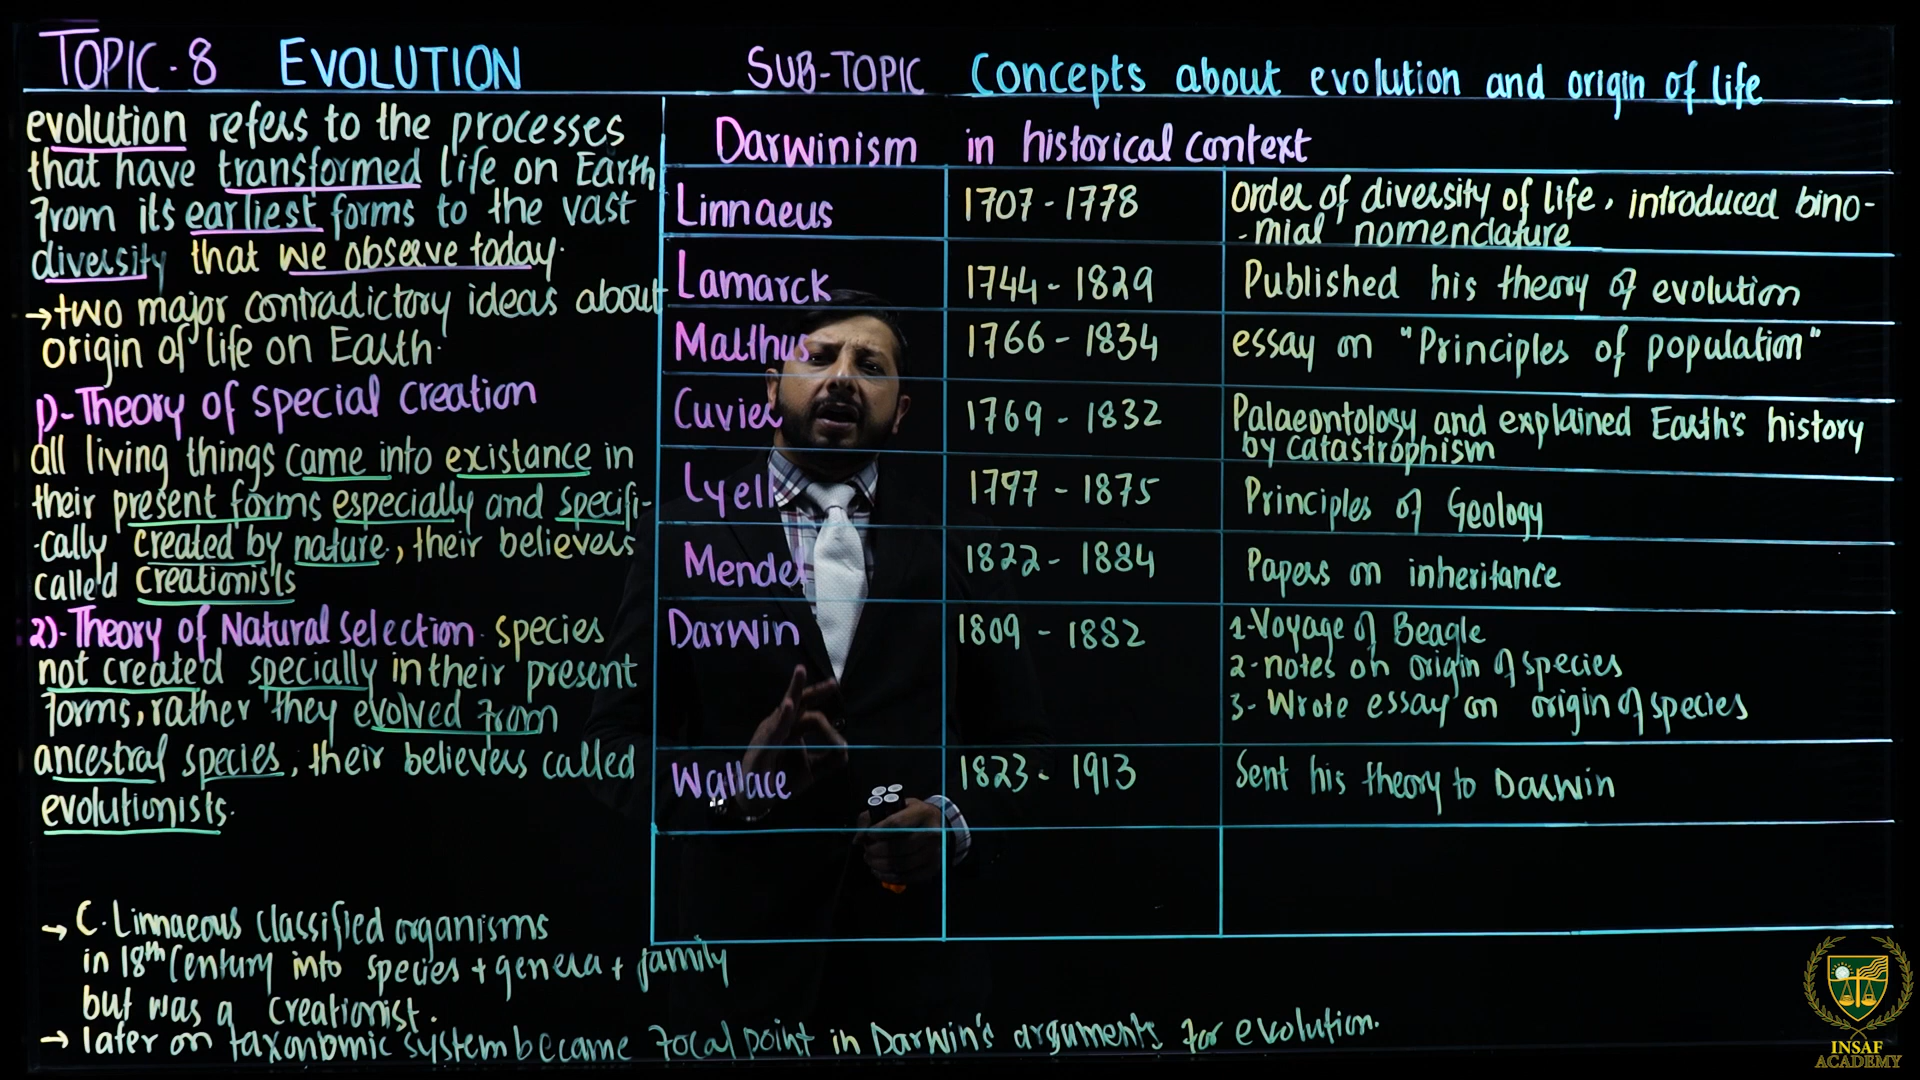 TOPIC-8 EVOLUTION SUB-TOPIC Concepts about evolution and origin of life
evolution refers to the processes
that have transformed life on Earth
from its earliest forms to the vast
diversity that we observe today.
→ two major contradictory ideas about
origin of life on Earth.
1)- Theory of special creation
all living things came into existance in
their present forms especially and specifi-
-cally created by nature, their believers
called creationists
2)- Theory of Natural Selection. species
not created specially in their present
forms, rather they evolved from
ancestral species, their believers called
evolutionists.
→ C. Linnaeous classified organisms
in 18th Century into species + genera + family
but was a creationist.
→ later on taxonomic system became focal point in Darwin's arguments for evolution.
Darwinism in historical context
Linnaeus 1707 - 1778 Order of diversity of life, introduced bino-
-mial nomenclature
Lamarck 1744 - 1829 Published his theory of evolution
Malthus 1766 - 1834 essay on "Principles of population"
Cuvier 1769 - 1832 Palaeontology and explained Earth's history
by catastrophism
Lyell 1797 - 1875 Principles of Geology
Mendel 1822 - 1884 Papers on inheritance
Darwin 1809 - 1882 1-Voyage of Beagle
2-notes on origin of species
3- Wrote essay on origin of species
Wallace 1823 - 1913 Sent his theory to Darwin
INSAF
ACADEMY